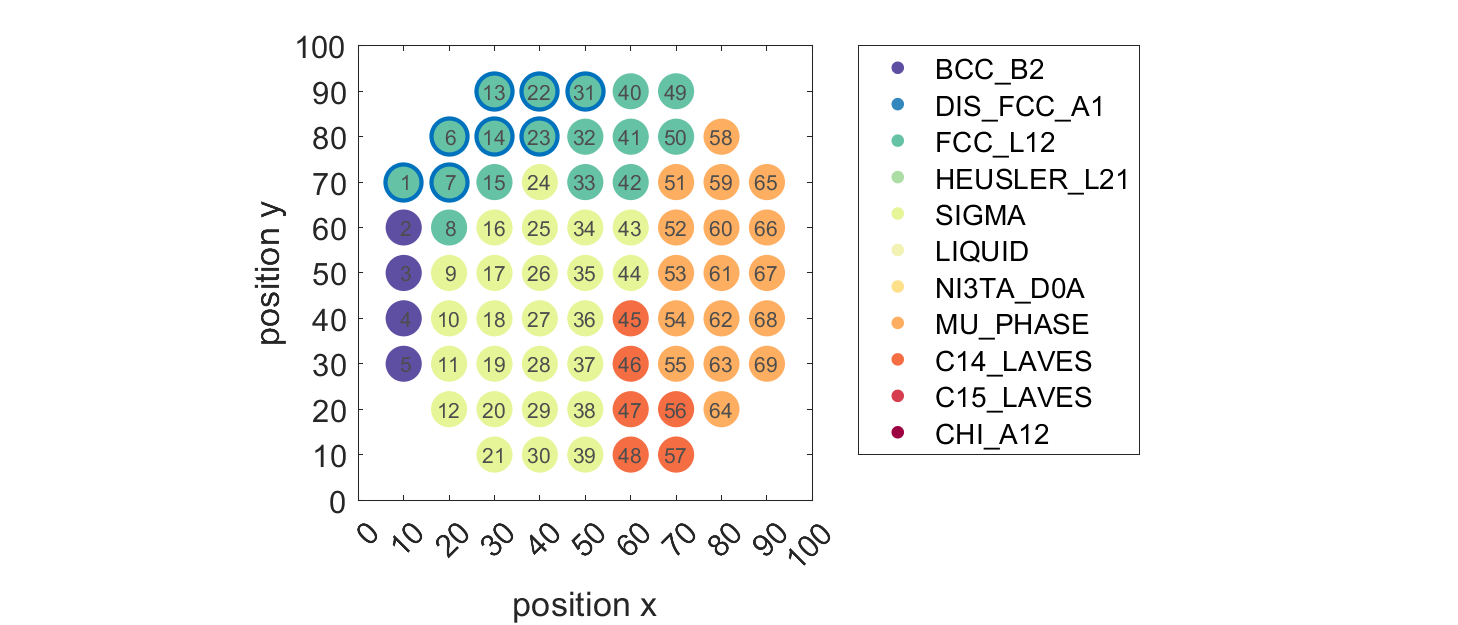 100
90
80
70
60
50
40
30
20
10
0
position y
13 22 31 40 49
6 14 23 32 41 50 58
1 7 15 24 33 42 51 59 65
2 8 16 25 34 43 52 60 66
3 9 17 26 35 44 53 61 67
4 10 18 27 36 45 54 62 68
5 11 19 28 37 46 55 63 69
12 20 29 38 47 56 64
21 30 39 48 57
0 10 20 30 40 50 60 70 80 90 100
position x
BCC_B2
DIS_FCC_A1
FCC_L12
HEUSLER_L21
SIGMA
LIQUID
NI3TA_D0A
MU_PHASE
C14_LAVES
C15_LAVES
CHI_A12